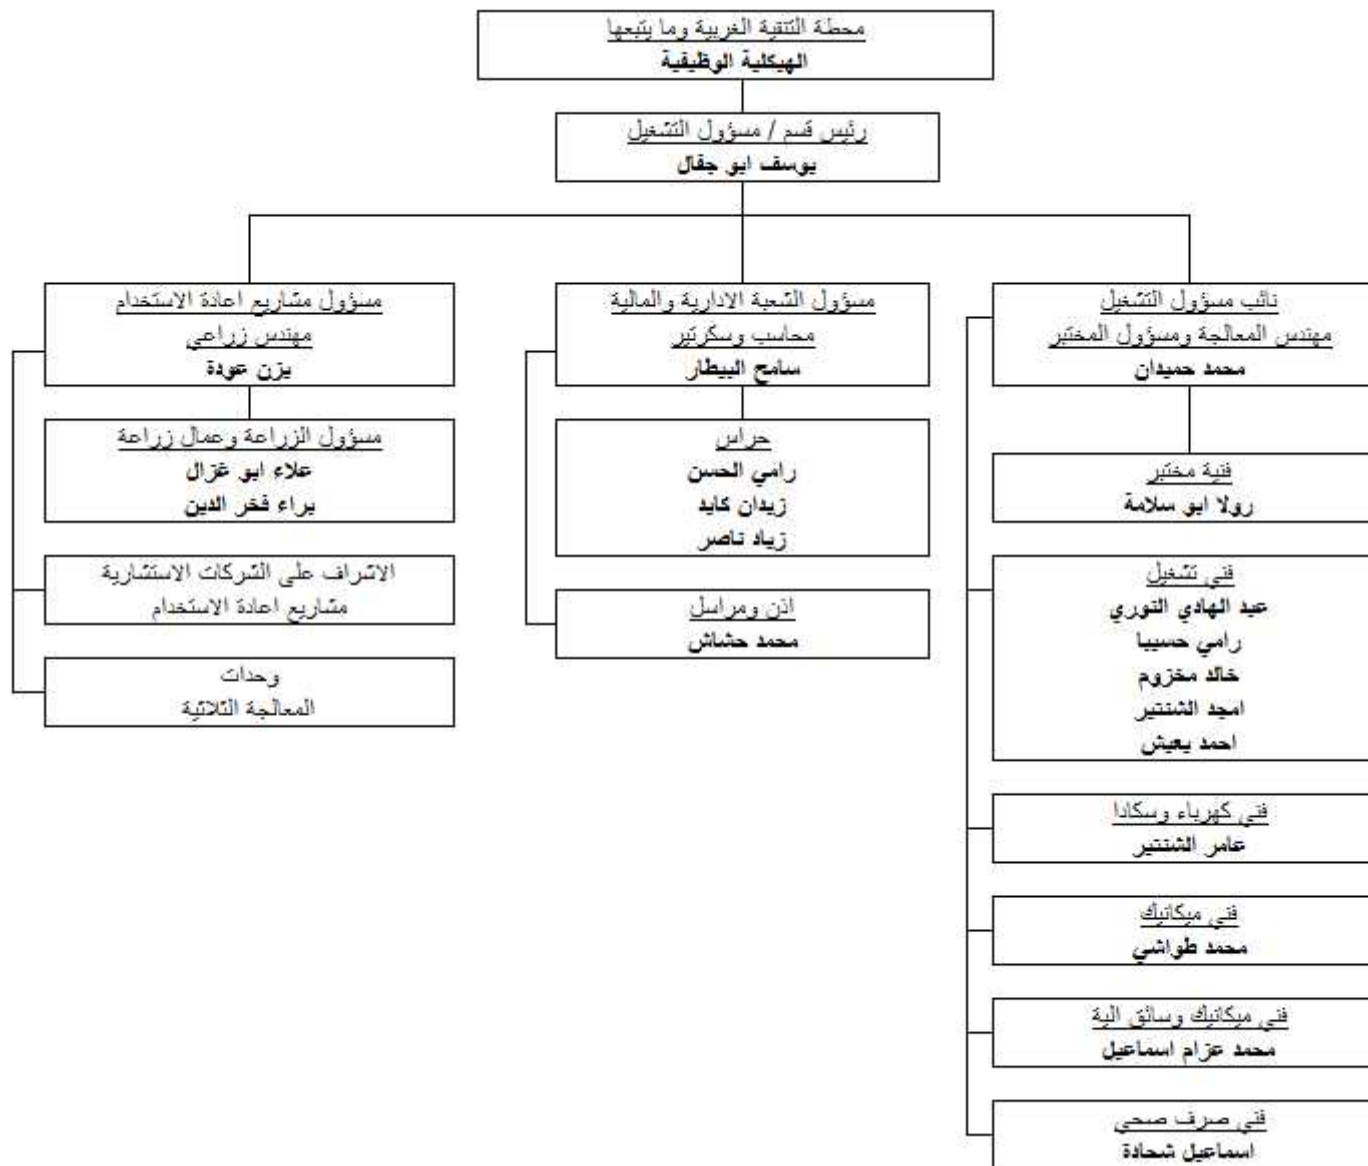 محطة التنقية الغربية وما يتبعها
الهيكلية الوظيفية
رئيس قسم / مسؤول التشغيل
يوسف ابو جفال
نائب مسؤول التشغيل
مهندس المعالجة ومسؤول المختبر
محمد حميدان
فنية مختبر
رولا ابو سلامة
فني تشغيل
عبد الهادي النوري
رامي حسيبا
خالد مخزوم
امجد الشنتير
احمد يعيش
فني كهرباء وسكادا
عامر الشنتير
فني ميكانيك
محمد طواشي
فني ميكانيك وسائق الية
محمد عزام اسماعيل
فني صرف صحي
اسماعيل شحادة
مسؤول الشعبة الادارية والمالية
محاسب وسكرتير
سامح البيطار
حراس
رامي الحسن
زيدان كايد
زياد ناصر
اذن ومراسل
محمد حشاش
مسؤول مشاريع اعادة الاستخدام
مهندس زراعي
يزن عودة
مسؤول الزراعة وعمال زراعة
علاء ابو غزال
براء فخر الدين
الاشراف على الشركات الاستشارية
مشاريع اعادة الاستخدام
وحدات
المعالجة الثلاثية